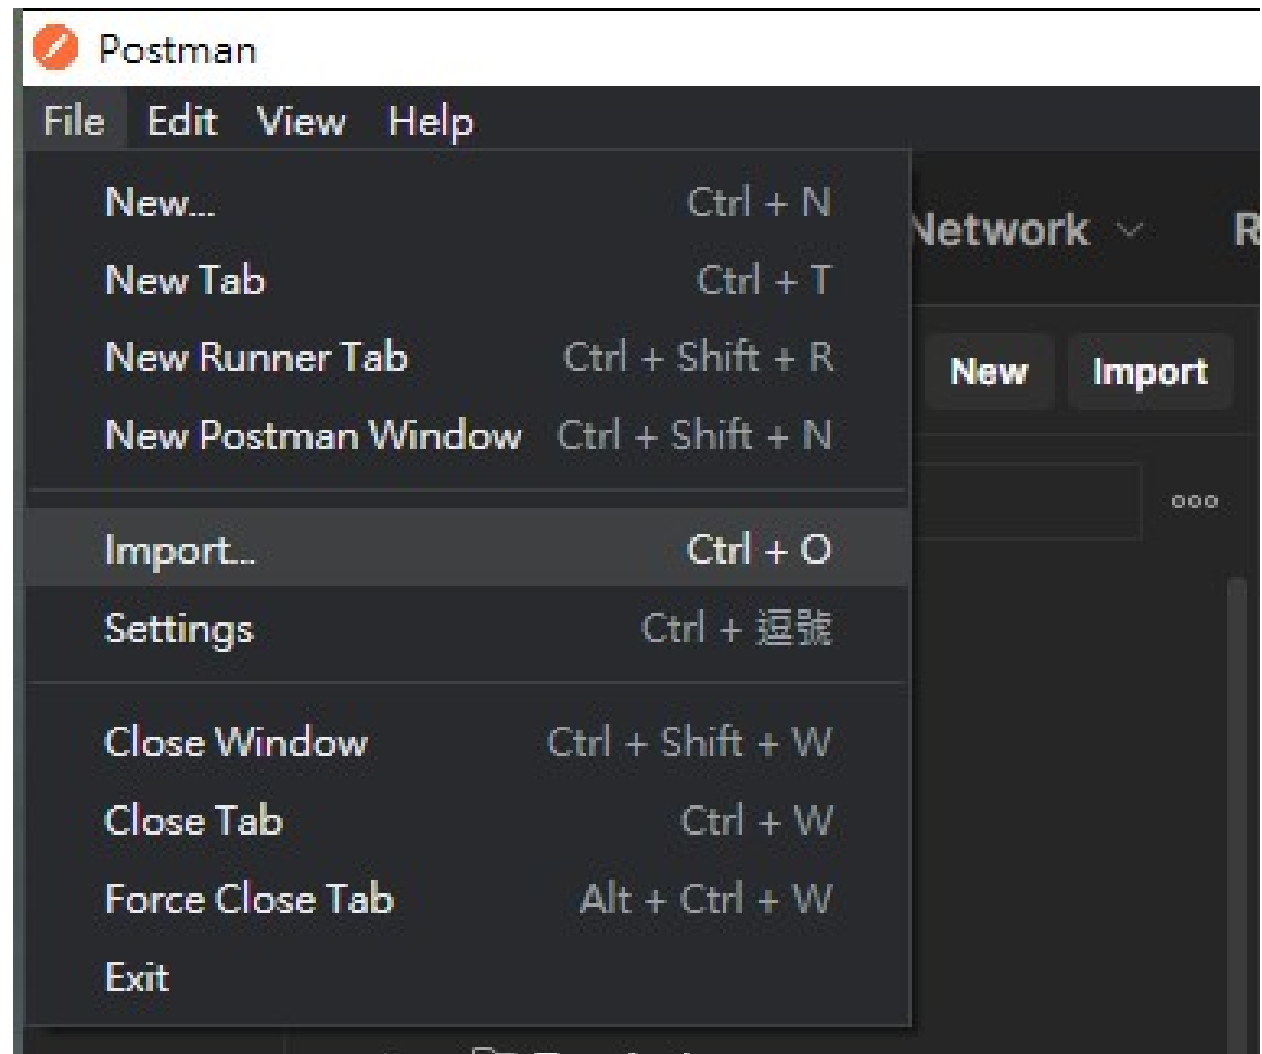 Postman
File Edit View Help
New... Ctrl + N
New Tab Ctrl + T
New Runner Tab Ctrl + Shift + R
New Postman Window Ctrl + Shift + N
Import... Ctrl + O
Settings Ctrl + 逗號
Close Window Ctrl + Shift + W
Close Tab Ctrl + W
Force Close Tab Alt + Ctrl + W
Exit
Network
New Import